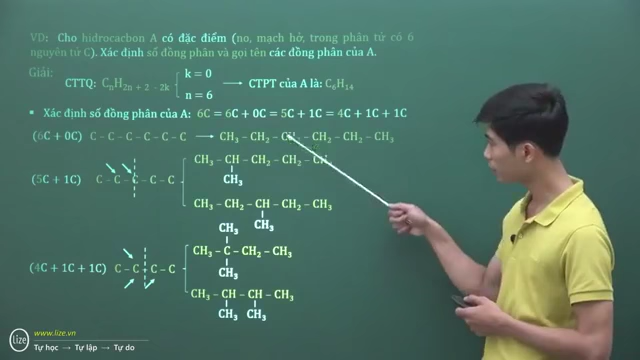 VD: Cho hidrocacbon A có đặc điểm (no, mạch hở, trong phân tử có 6
nguyên tử C). Xác định số đồng phân và gọi tên các đồng phân của A.
Giải:
CTTQ: CₙH₂ₙ₊₂₋₂ₖ { k = 0 n = 6 → CTPT của A là: C₆H₁₄
▪ Xác định số đồng phân của A: 6C = 6C + 0C = 5C + 1C = 4C + 1C + 1C
(6C + 0C) C – C – C – C – C – C → CH₃ – CH₂ – CH₂ – CH₂ – CH₂ – CH₃
CH₃ – CH – CH₂ – CH₂ – CH₃
CH₃
(5C + 1C) C – C – C – C – C
CH₃ – CH₂ – CH – CH₂ – CH₃
CH₃
CH₃
CH₃ – C – CH₂ – CH₃
CH₃
(4C + 1C + 1C) C – C – C – C
CH₃ – CH – CH – CH₃
CH₃ CH₃
Lize
www.lize.vn
Tự học → Tự lập → Tự do